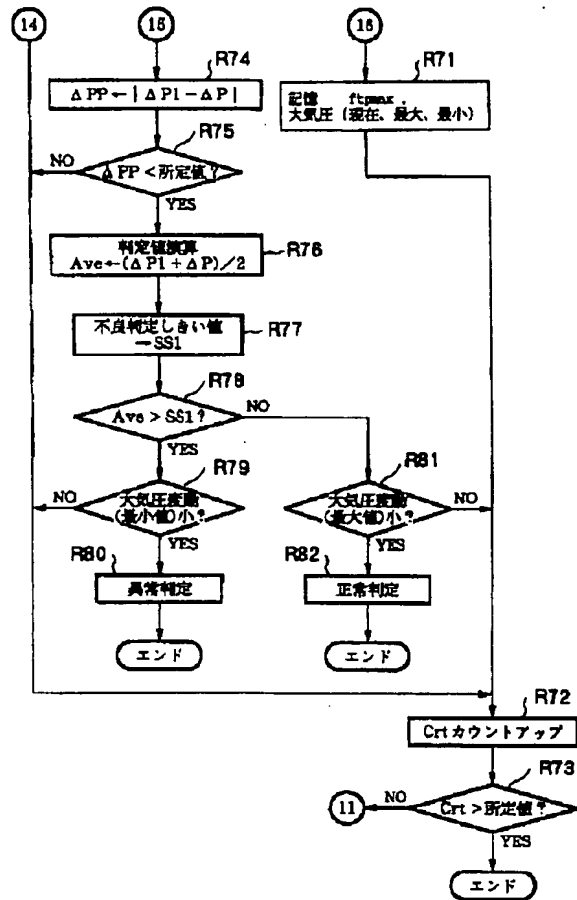 14
15
16
R74
ΔPP←|ΔP1−ΔP|
R71
記憶 ftpmax.
大気圧(現在、最大、最小)
R75
NO
ΔPP<所定値?
YES
R76
判定値演算
Ave←(ΔP1+ΔP)/2
R77
不良判定しきい値
→SS1
R78
Ave>SS1?
NO
YES
R79
NO
大気圧変動
(最小値)小?
YES
R81
大気圧変動
(最大値)小?
NO
YES
R80
異常判定
R82
正常判定
エンド
エンド
R72
Crtカウントアップ
R73
11
NO
Crt>所定値?
YES
エンド